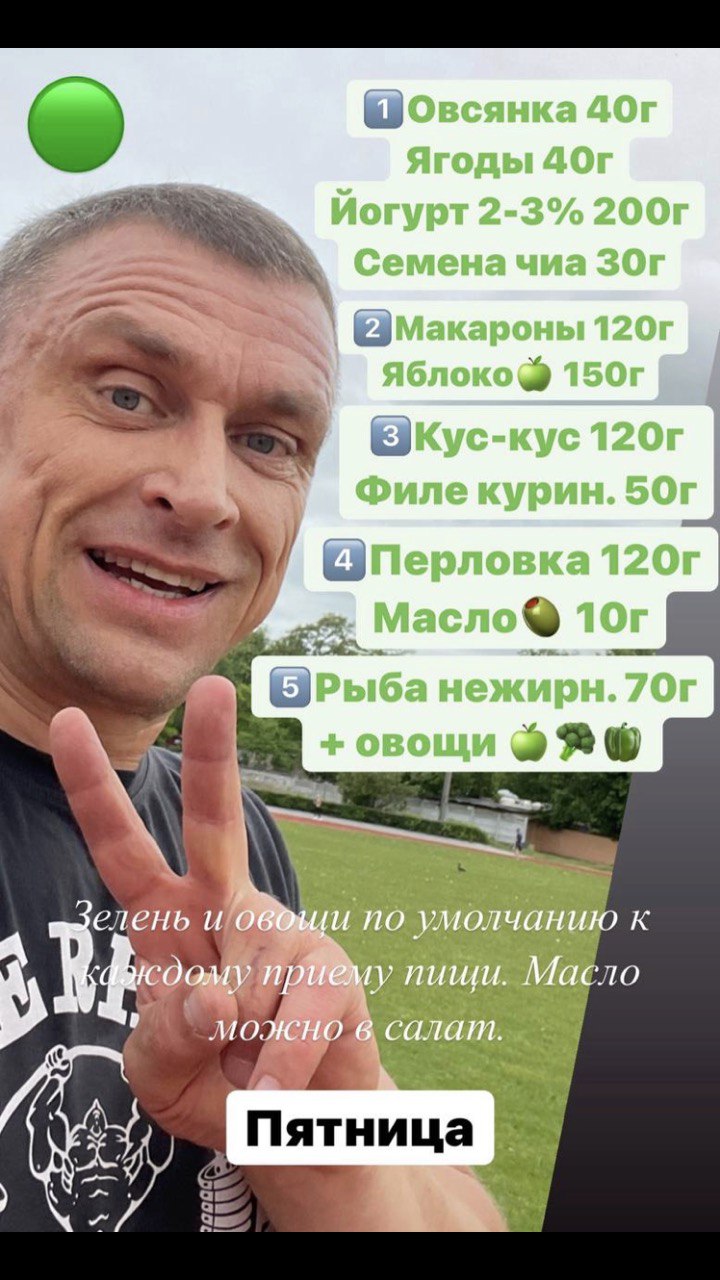 1 Овсянка 40г
Ягоды 40г
Йогурт 2-3% 200г
Семена чиа 30г
2 Макароны 120г
Яблоко🍏 150г
3 Кус-кус 120г
Филе курин. 50г
4 Перловка 120г
Масло🫒 10г
5 Рыба нежирн. 70г
+ овощи 🍏🥦🫑
Зелень и овощи по умолчанию к
каждому приему пищи. Масло
можно в салат.
Пятница